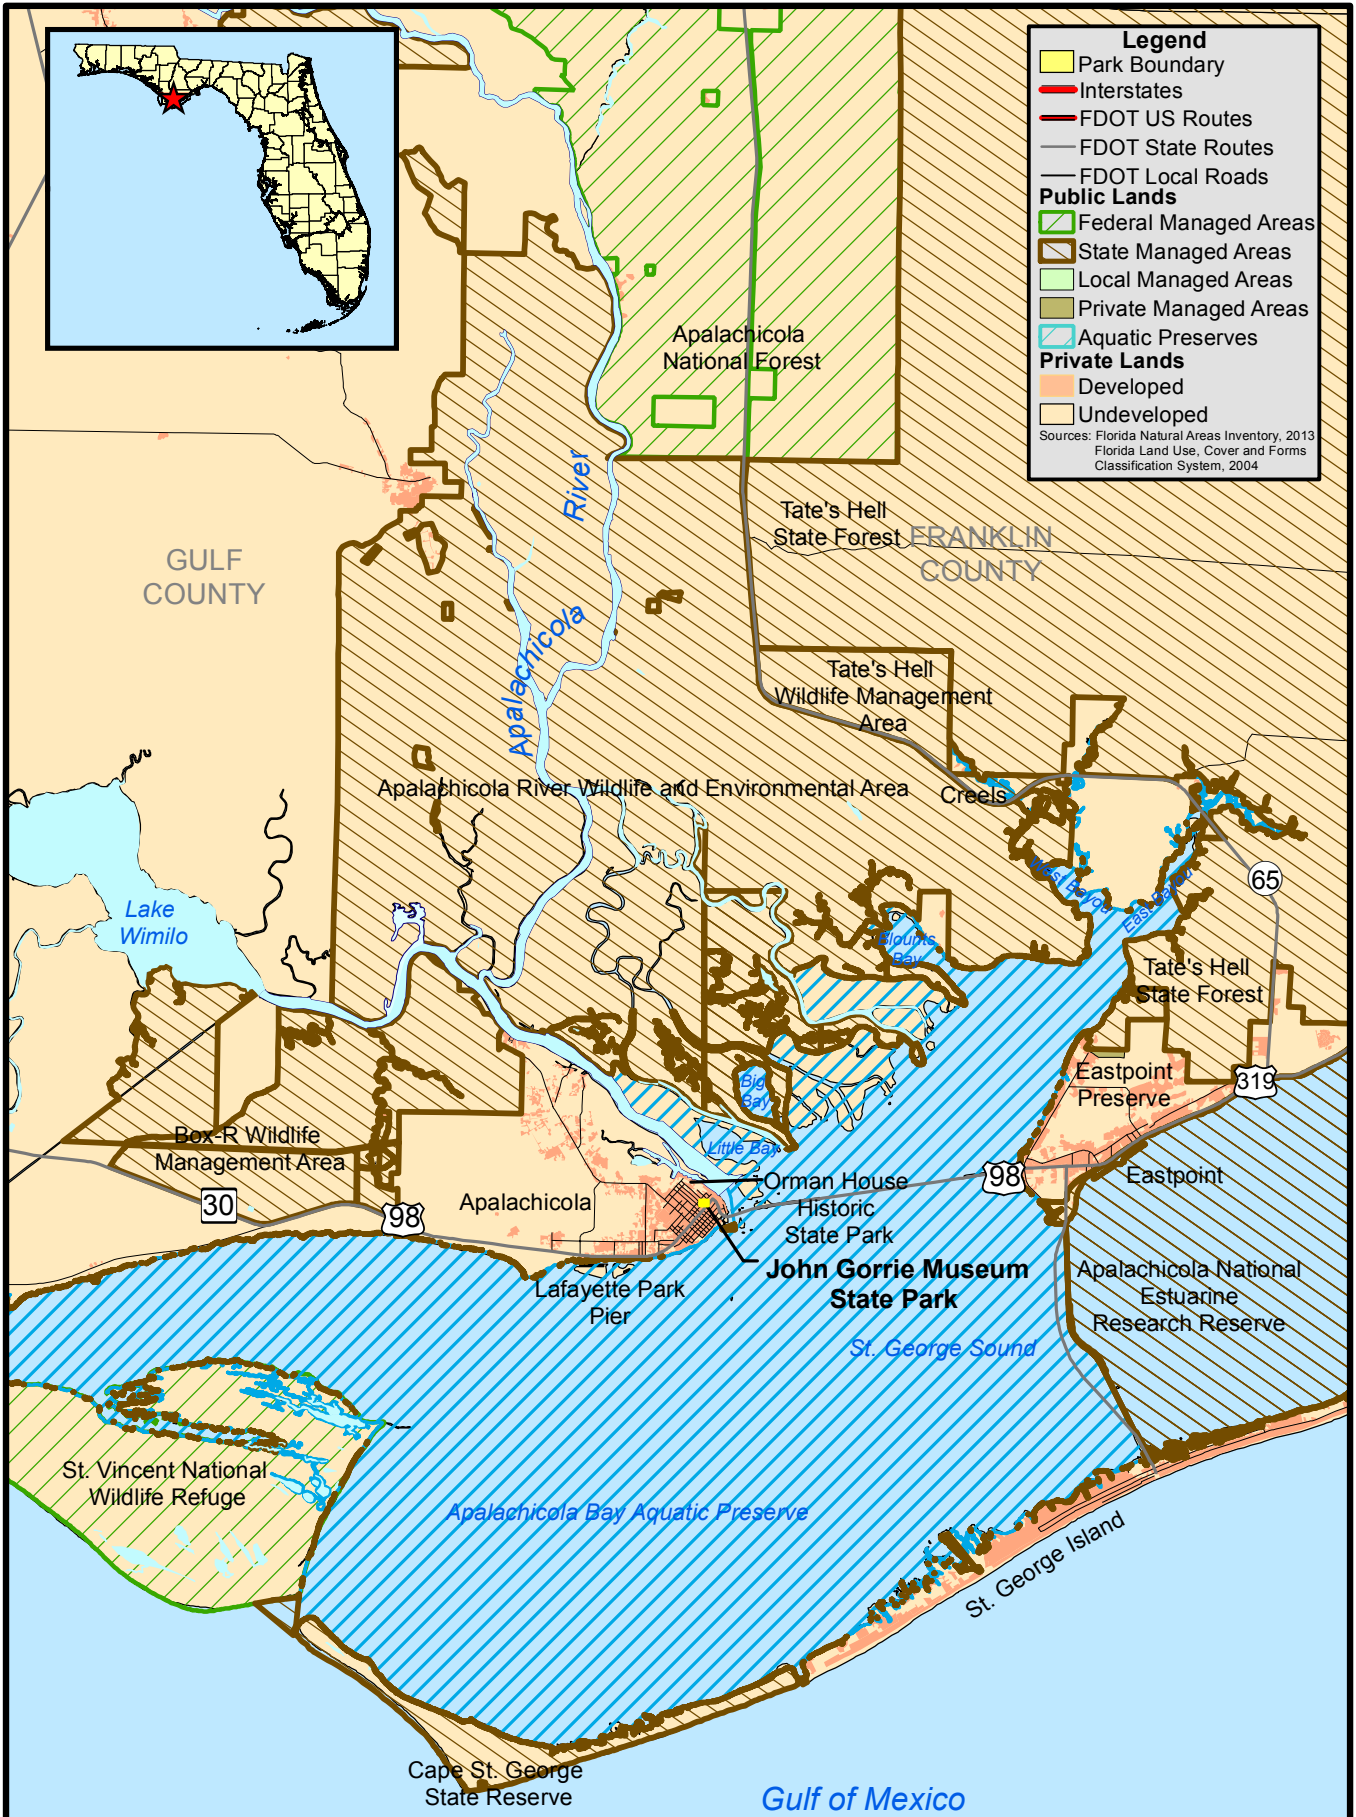 Legend
Park Boundary
Interstates
FDOT US Routes
FDOT State Routes
FDOT Local Roads
Public Lands
Federal Managed Areas
State Managed Areas
Local Managed Areas
Private Managed Areas
Aquatic Preserves
Private Lands
Developed
Undeveloped
Sources: Florida Natural Areas Inventory, 2013
Florida Land Use, Cover and Forms
Classification System, 2004
Apalachicola
National Forest
River
Apalachicola
Tate's Hell
State Forest
FRANKLIN
COUNTY
GULF
COUNTY
Tate's Hell
Wildlife Management
Area
Apalachicola River Wildlife and Environmental Area
Creels
West Bayou
East Bayou
65
Lake
Wimilo
Blounts
Bay
Tate's Hell
State Forest
Big
Bay
Eastpoint
Preserve
319
Box-R Wildlife
Management Area
Little Bay
30
98
Apalachicola
Orman House
Historic
State Park
98
Eastpoint
John Gorrie Museum
State Park
Lafayette Park
Pier
Apalachicola National
Estuarine
Research Reserve
St. George Sound
St. Vincent National
Wildlife Refuge
Apalachicola Bay Aquatic Preserve
St. George Island
Cape St. George
State Reserve
Gulf of Mexico